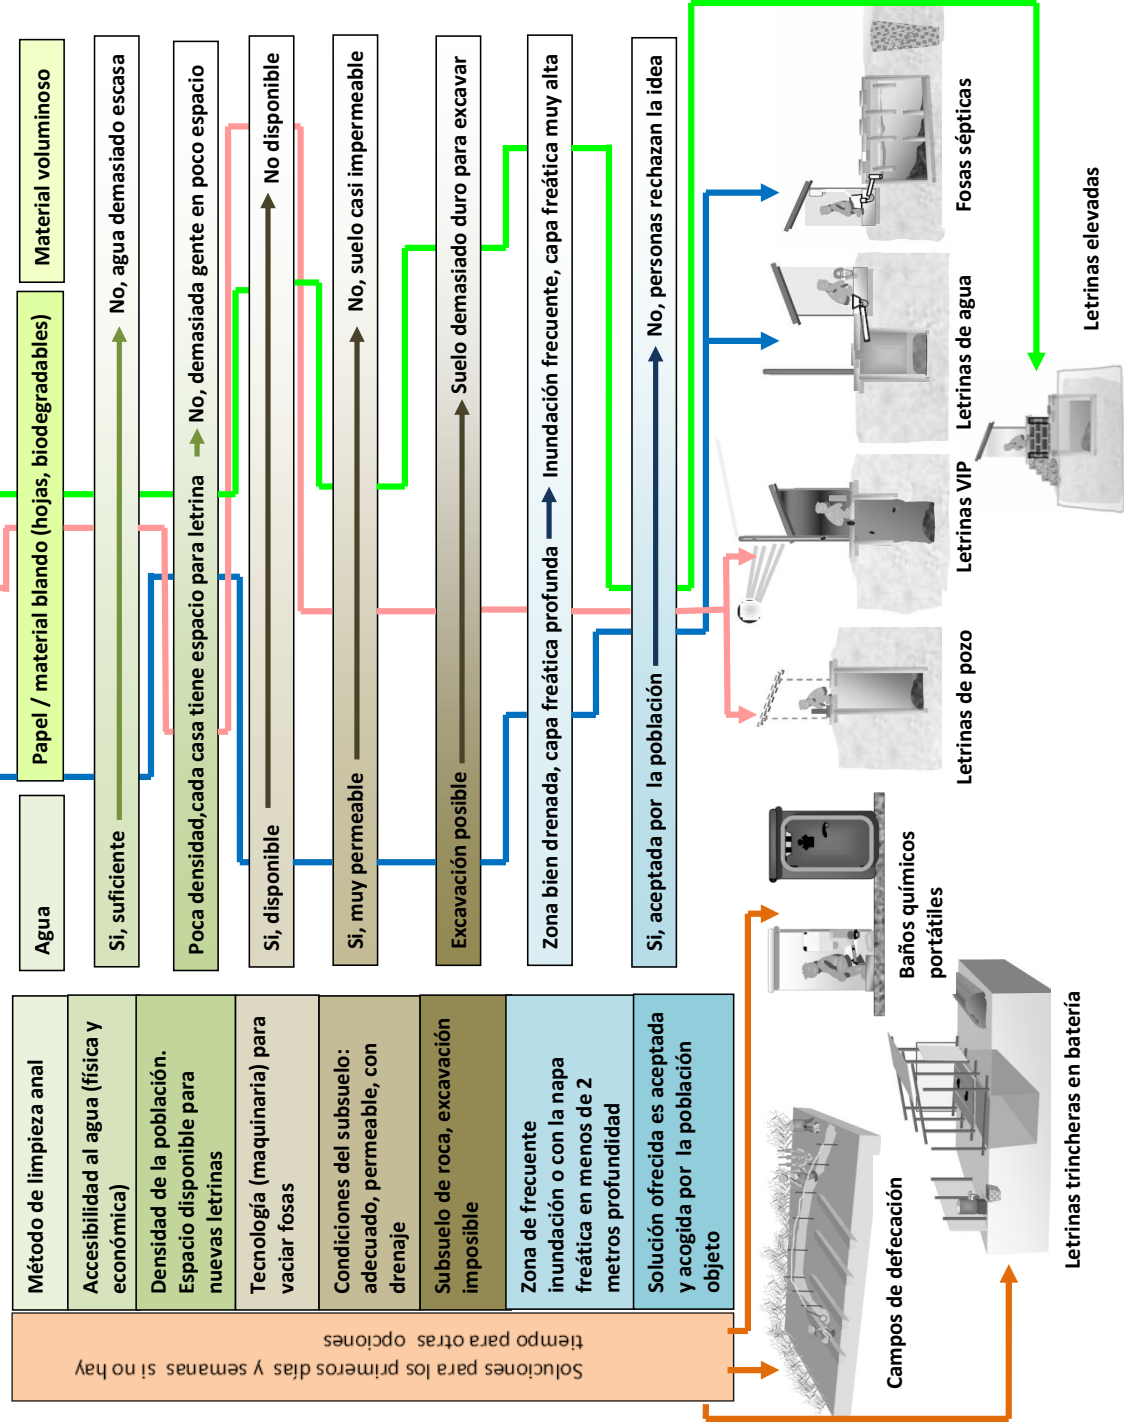 Método de limpieza anal
Agua
Papel / material blando (hojas, biodegradables)
Material voluminoso
Accesibilidad al agua (física y
económica)
Si, suficiente
No, agua demasiado escasa
Densidad de la población.
Espacio disponible para
nuevas letrinas
Poca densidad,cada casa tiene espacio para letrina
No, demasiada gente en poco espacio
Tecnología (maquinaria) para
vaciar fosas
Si, disponible
No disponible
Condiciones del subsuelo:
adecuado, permeable, con
drenaje
Si, muy permeable
No, suelo casi impermeable
Subsuelo de roca, excavación
imposible
Excavación posible
Suelo demasiado duro para excavar
Zona de frecuente
inundación o con la napa
freática en menos de 2
metros profundidad
Zona bien drenada, capa freática profunda
Inundación frecuente, capa freática muy alta
Solución ofrecida es aceptada
y acogida por la población
objeto
Si, aceptada por la población
No, personas rechazan la idea
Soluciones para los primeros días y semanas si no hay
tiempo para otras opciones
Campos de defecación
Letrinas trincheras en batería
Baños químicos
portátiles
Letrinas de pozo
Letrinas VIP
Letrinas de agua
Fosas sépticas
Letrinas elevadas